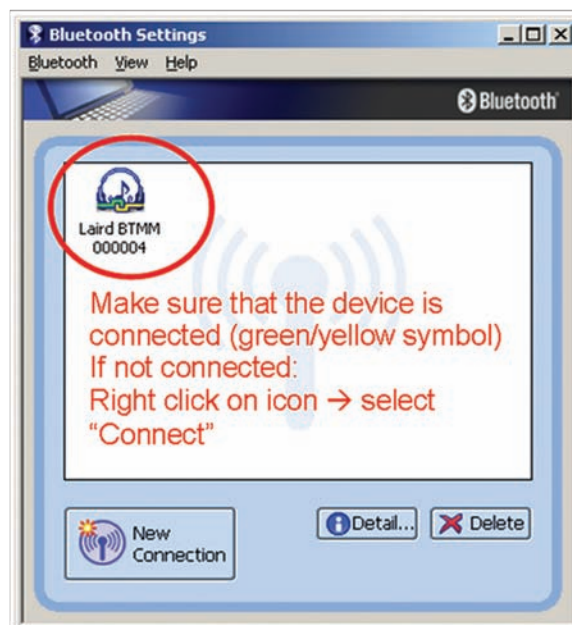 Bluetooth Settings
Bluetooth View Help
Bluetooth
Laird BTMM
000004
Make sure that the device is
connected (green/yellow symbol)
If not connected:
Right click on icon → select
“Connect”
New
Connection
Detail...
Delete